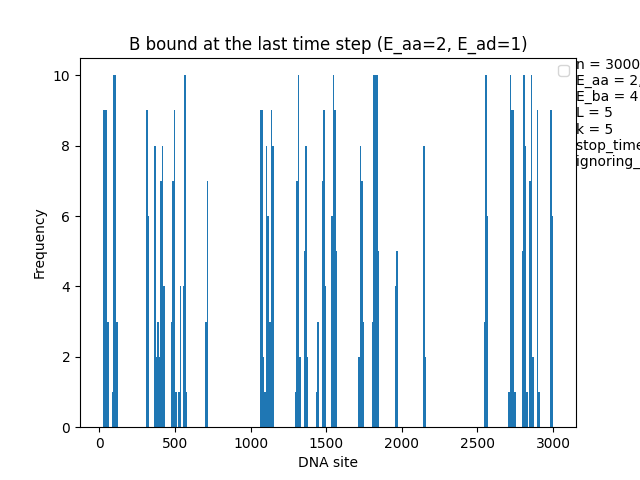 B bound at the last time step (E_aa=2, E_ad=1)
n = 3000
E_aa = 2,
E_ba = 4
L = 5
k = 5
stop_time
ignoring_
Frequency
10
8
6
4
2
0
0 500 1000 1500 2000 2500 3000
DNA site